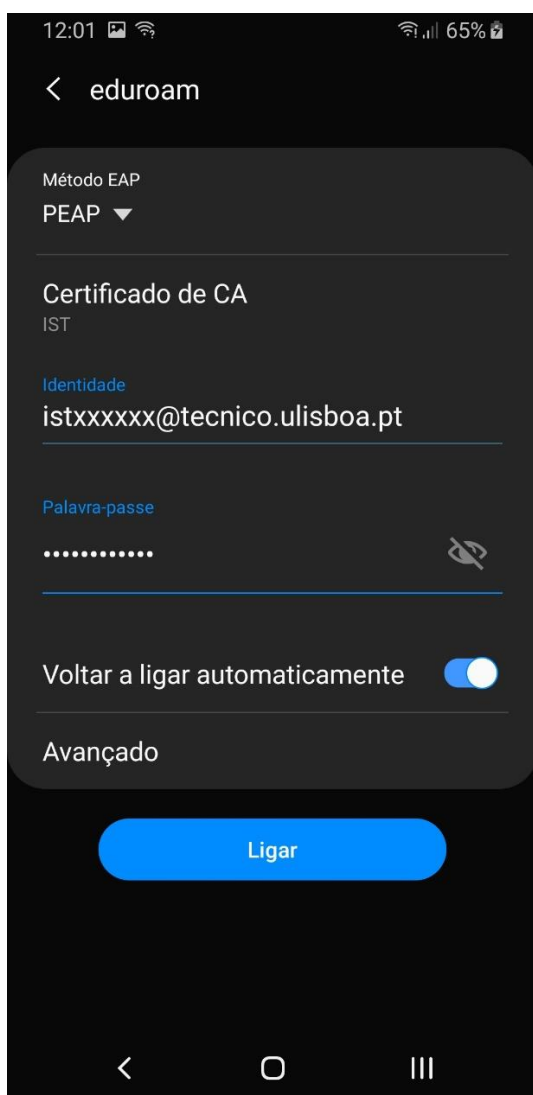 12:01
65%
eduroam
Método EAP
PEAP
Certificado de CA
IST
Identidade
istxxxxxx@tecnico.ulisboa.pt
Palavra-passe
••••••••••••
Voltar a ligar automaticamente
Avançado
Ligar